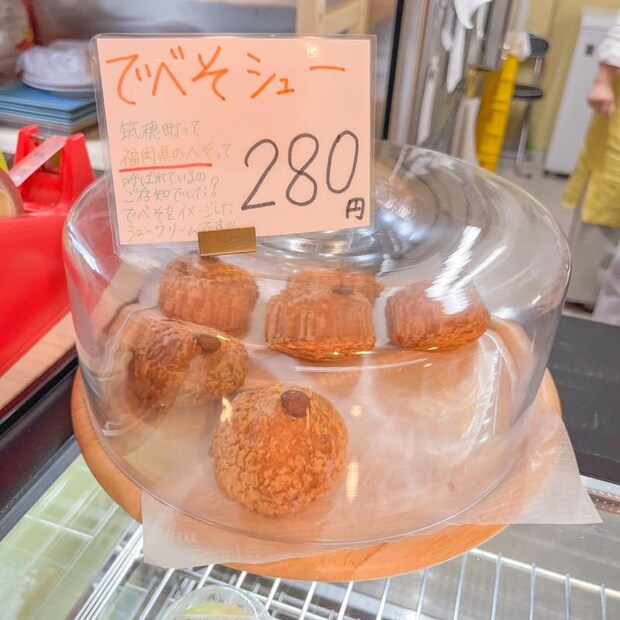 でべそシュー
筑穂町って
福岡県のへそって
呼ばれているの
ご存知でした?
でべそをイメージした
シュークリームです
280
円